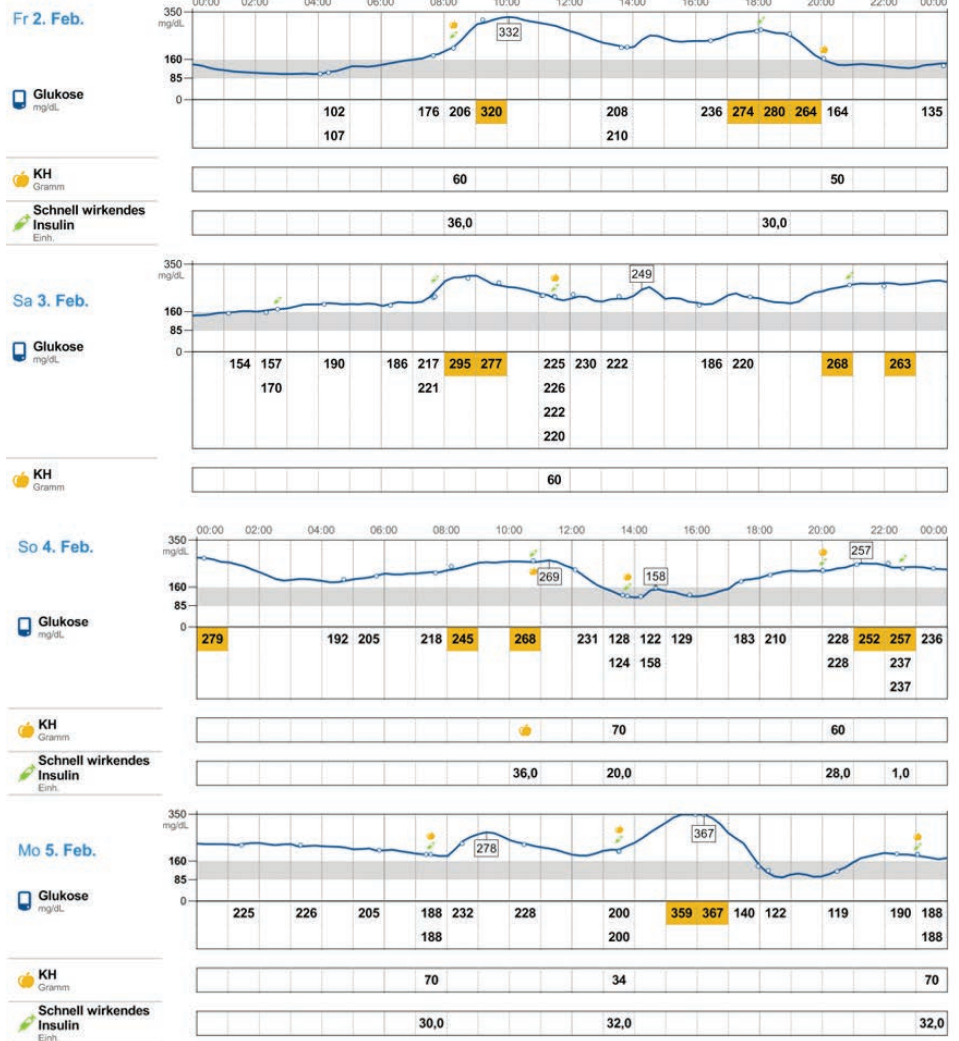 00:00 02:00 04:00 06:00 08:00 10:00 12:00 14:00 16:00 18:00 20:00 22:00 00:00
Fr 2. Feb.
350
mg/dL
332
160
85
0
Glukose
mg/dL
102 176 206 320 208 236 274 280 264 164 135
107 210
KH
Gramm
60 50
Schnell wirkendes
Insulin
Einh.
36,0 30,0
Sa 3. Feb.
350
mg/dL
249
160
85
0
Glukose
mg/dL
154 157 190 186 217 295 277 225 230 222 186 220 268 263
170 221 226
222
220
KH
Gramm
60
00:00 02:00 04:00 06:00 08:00 10:00 12:00 14:00 16:00 18:00 20:00 22:00 00:00
So 4. Feb.
350
mg/dL
269 158 257
160
85
0
Glukose
mg/dL
279 192 205 218 245 268 231 128 122 129 183 210 228 252 257 236
124 158 228 237
237
KH
Gramm
70 60
Schnell wirkendes
Insulin
Einh.
36,0 20,0 28,0 1,0
Mo 5. Feb.
350
mg/dL
278 367
160
85
0
Glukose
mg/dL
225 226 205 188 232 228 200 359 367 140 122 119 190 188
188 200 188
KH
Gramm
70 34 70
Schnell wirkendes
Insulin
Einh.
30,0 32,0 32,0